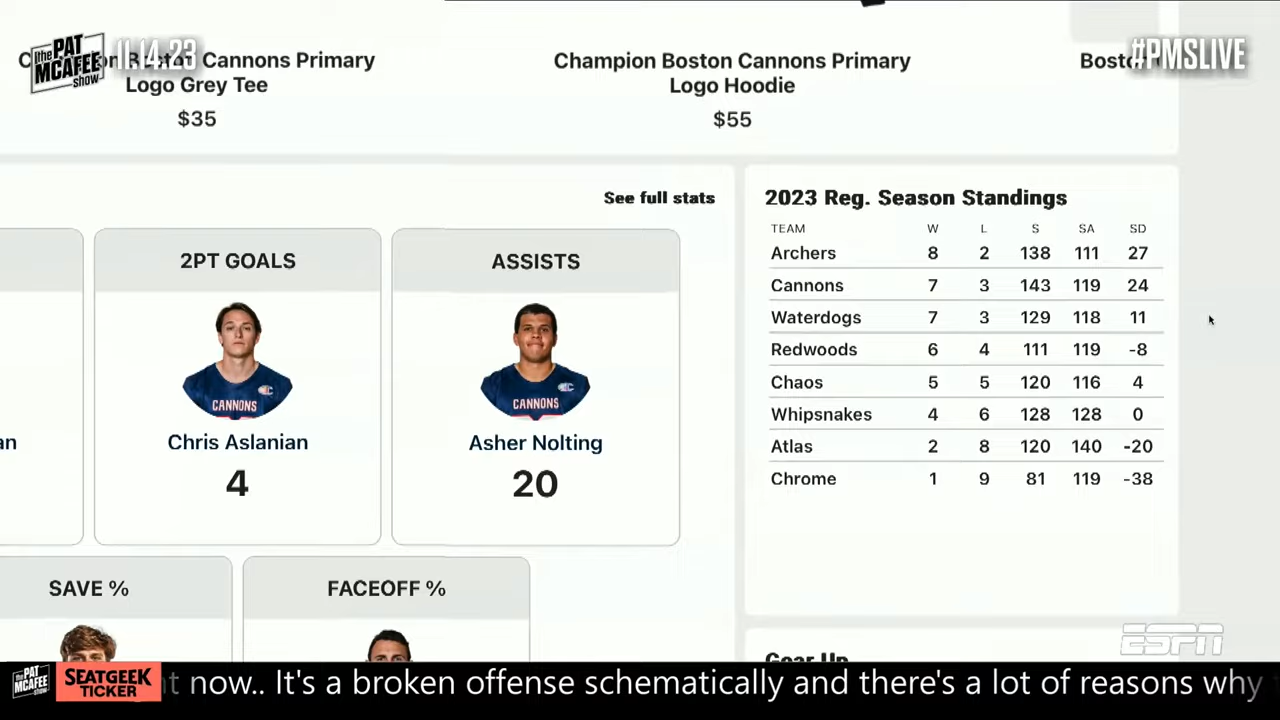 the PAT MCAFEE show
11.14.23
#PMSLIVE
Boston Cannons Primary
Logo Grey Tee
$35
Champion Boston Cannons Primary
Logo Hoodie
$55
See full stats
2PT GOALS
CANNONS
Chris Aslanian
4
ASSISTS
CANNONS
Asher Nolting
20
SAVE %
FACEOFF %
2023 Reg. Season Standings
TEAM W L S SA SD
Archers 8 2 138 111 27
Cannons 7 3 143 119 24
Waterdogs 7 3 129 118 11
Redwoods 6 4 111 119 -8
Chaos 5 5 120 116 4
Whipsnakes 4 6 128 128 0
Atlas 2 8 120 140 -20
Chrome 1 9 81 119 -38
Gear Up
ESPN
the PAT MCAFEE show
SEATGEEK
TICKER
now.. It's a broken offense schematically and there's a lot of reasons why